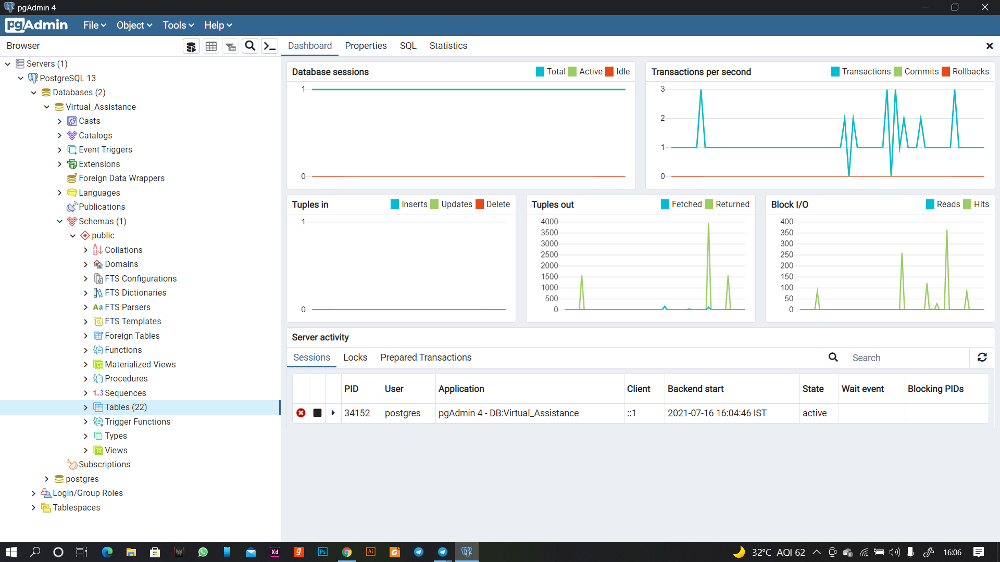 pgAdmin 4
pgAdmin File Object Tools Help
Browser
Dashboard Properties SQL Statistics
Servers (1)
PostgreSQL 13
Databases (2)
Virtual_Assistance
Casts
Catalogs
Event Triggers
Extensions
Foreign Data Wrappers
Languages
Publications
Schemas (1)
public
Collations
Domains
FTS Configurations
FTS Dictionaries
Aa FTS Parsers
FTS Templates
Foreign Tables
Functions
Materialized Views
Procedures
1..3 Sequences
Tables (22)
Trigger Functions
Types
Views
Subscriptions
postgres
Login/Group Roles
Tablespaces
Database sessions Total Active Idle
1
0
Transactions per second Transactions Commits Rollbacks
3
2
1
0
Tuples in Inserts Updates Delete
1
0
Tuples out Fetched Returned
4000
3500
3000
2500
2000
1500
1000
500
0
Block I/O Reads Hits
400
350
300
250
200
150
100
50
0
Server activity
Sessions Locks Prepared Transactions Search
PID User Application Client Backend start State Wait event Blocking PIDs
34152 postgres pgAdmin 4 - DB:Virtual_Assistance ::1 2021-07-16 16:04:46 IST active
Xd g Ps Ai 32°C AQI 62 16:06